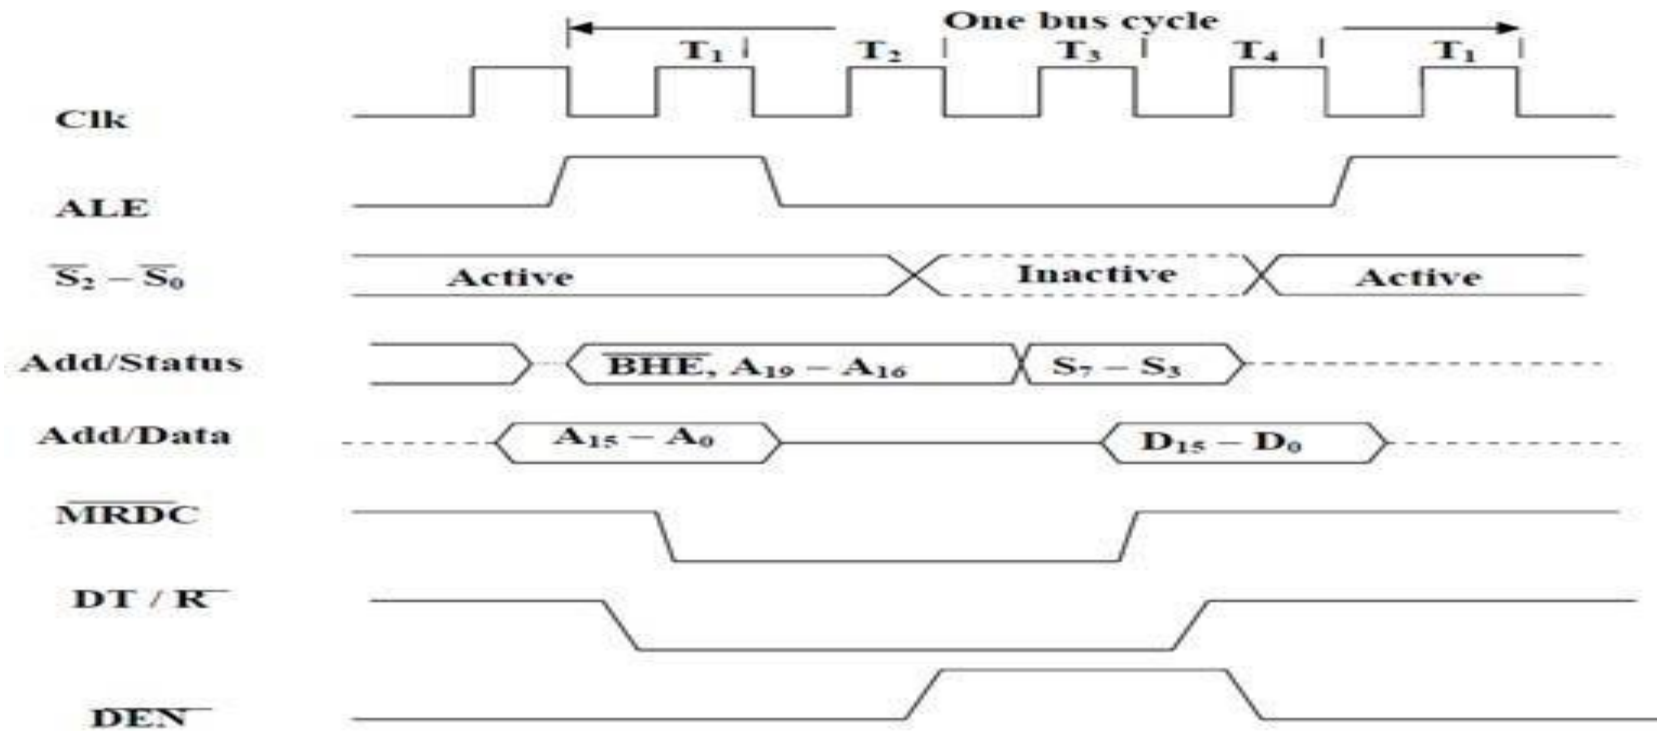 One bus cycle
T₁ T₂ T₃ T₄ T₁
Clk
ALE
S̅₂ – S̅₀ Active Inactive Active
Add/Status B̅H̅E̅, A₁₉ – A₁₆ S₇ – S₃
Add/Data A₁₅ – A₀ D₁₅ – D₀
M̅R̅D̅C̅
DT / R̅
D̅E̅N̅